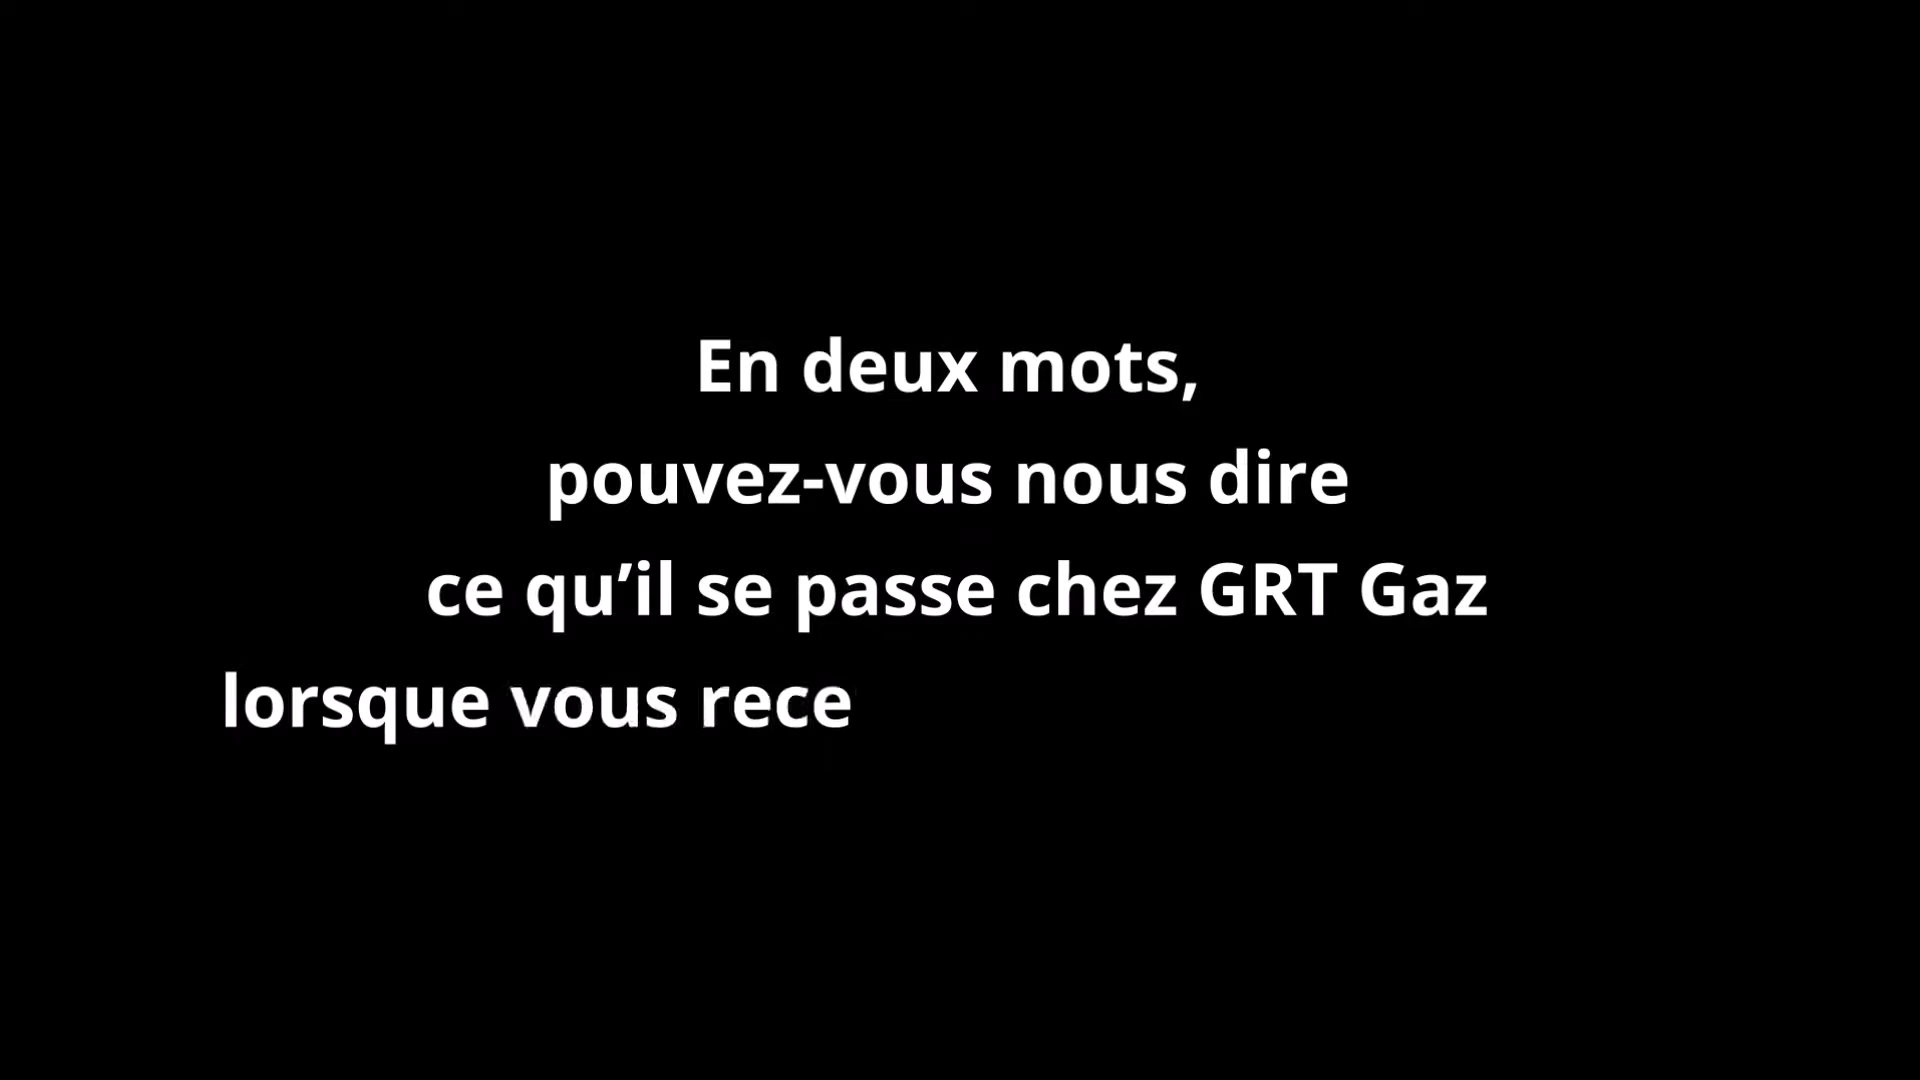 En deux mots,
pouvez-vous nous dire
ce qu’il se passe chez GRT Gaz
lorsque vous rece